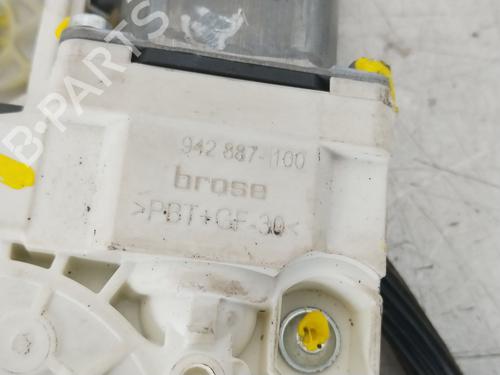 942 887-100
brose
>PBT+GF-30<
B-PARTS